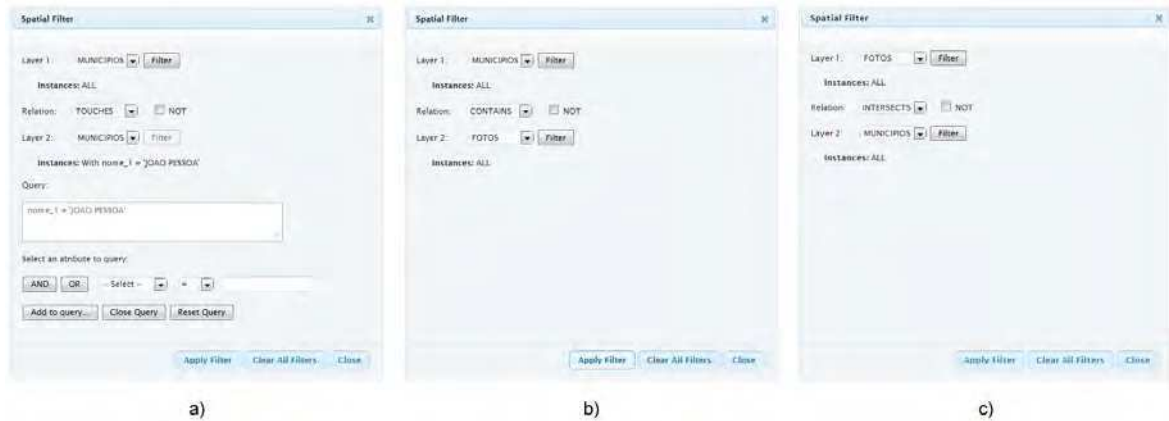 Spatial Filter
Layer 1: MUNICIPIOS Filter
Instances: ALL
Relation: TOUCHES NOT
Layer 2: MUNICIPIOS Filter
Instances: With nome_1 = 'JOAO PESSOA'
Query:
nome_1 = 'JOAO PESSOA'
Select an atribute to query:
AND OR -- Select -- =
Add to query... Close Query Reset Query
Apply Filter Clear All Filters Close
a)
Spatial Filter
Layer 1: MUNICIPIOS Filter
Instances: ALL
Relation: CONTAINS NOT
Layer 2: FOTOS Filter
Instances: ALL
Apply Filter Clear All Filters Close
b)
Spatial Filter
Layer 1: FOTOS Filter
Instances: ALL
Relation: INTERSECTS NOT
Layer 2: MUNICIPIOS Filter
Instances: ALL
Apply Filter Clear All Filters Close
c)